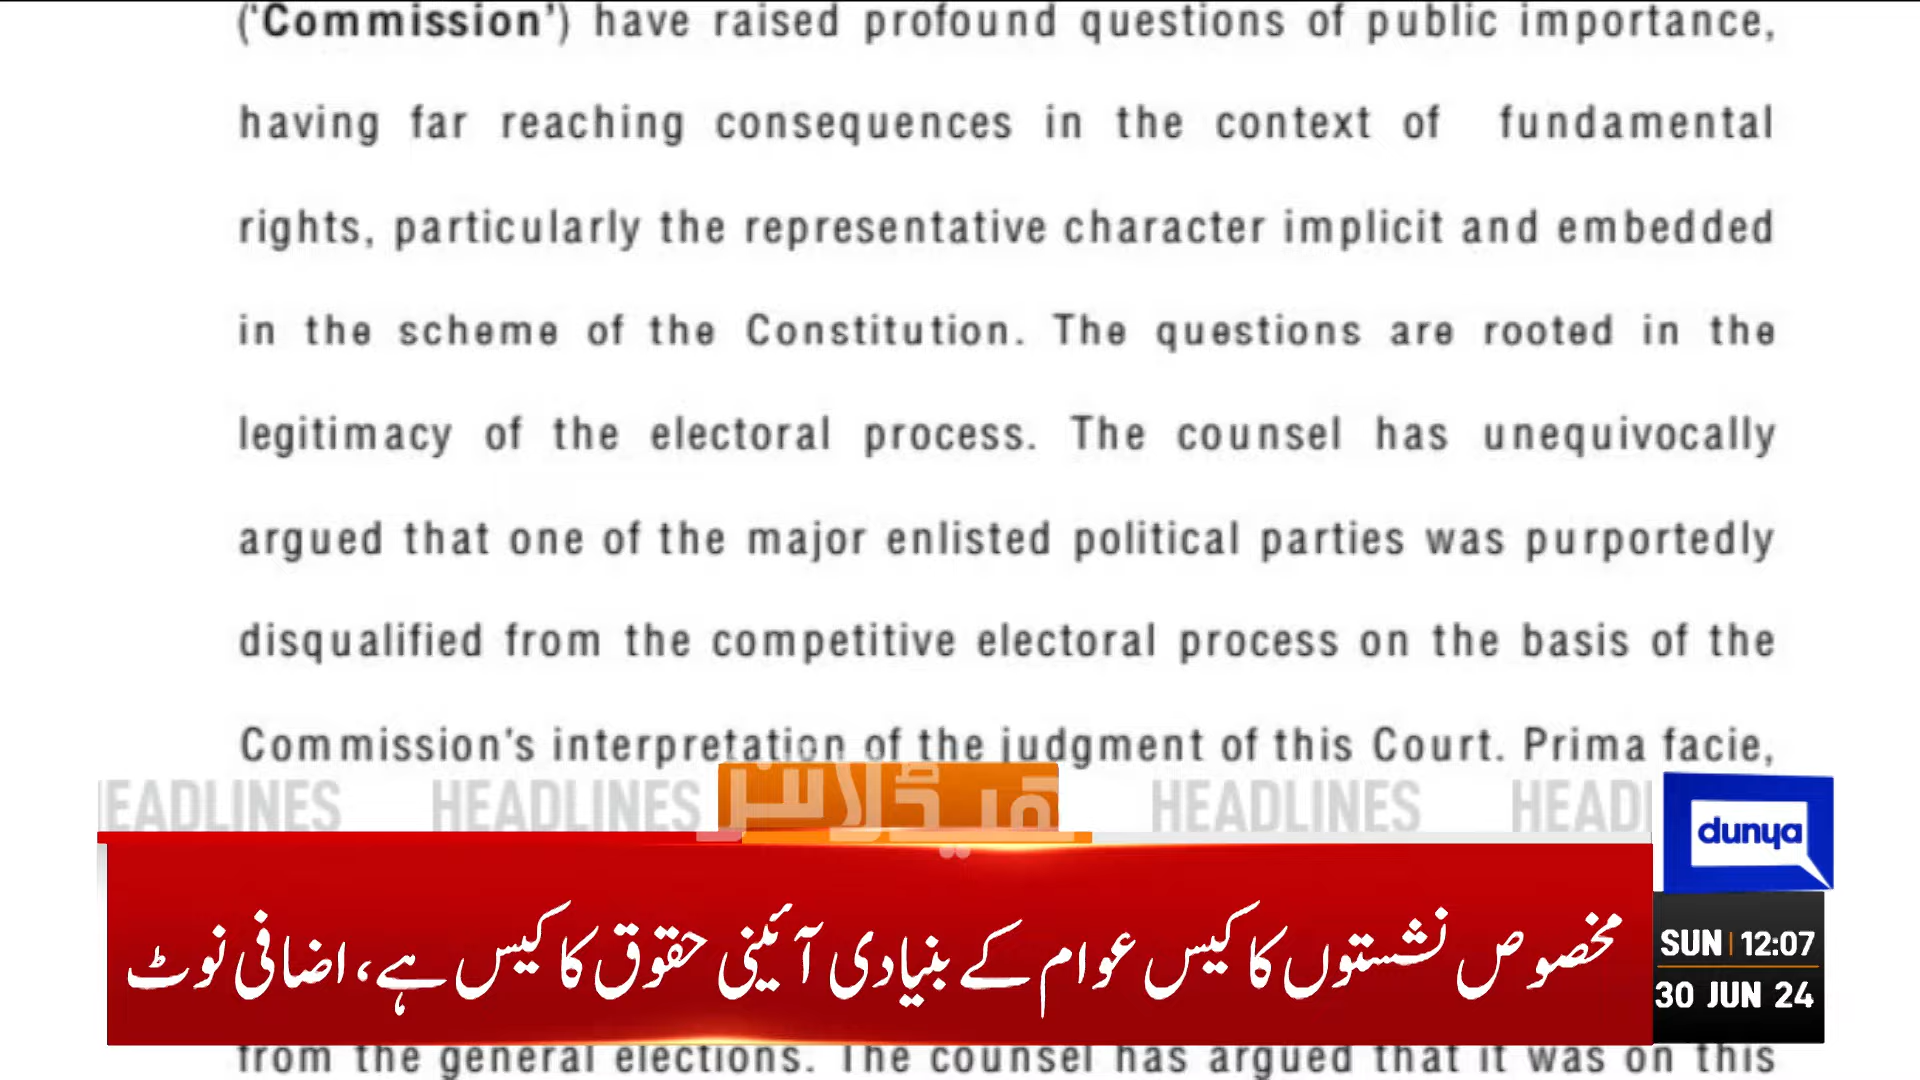 ('Commission') have raised profound questions of public importance,
having far reaching consequences in the context of fundamental
rights, particularly the representative character implicit and embedded
in the scheme of the Constitution. The questions are rooted in the
legitimacy of the electoral process. The counsel has unequivocally
argued that one of the major enlisted political parties was purportedly
disqualified from the competitive electoral process on the basis of the
Commission's interpretation of the judgment of this Court. Prima facie,
HEADLINES HEADLINES ہیڈلائنز HEADLINES HEADL
dunya
مخصوص نشستوں کا کیس عوام کے بنیادی آئینی حقوق کا کیس ہے، اضافی نوٹ
SUN 12:07
30 JUN 24
from the general elections. The counsel has argued that it was on this